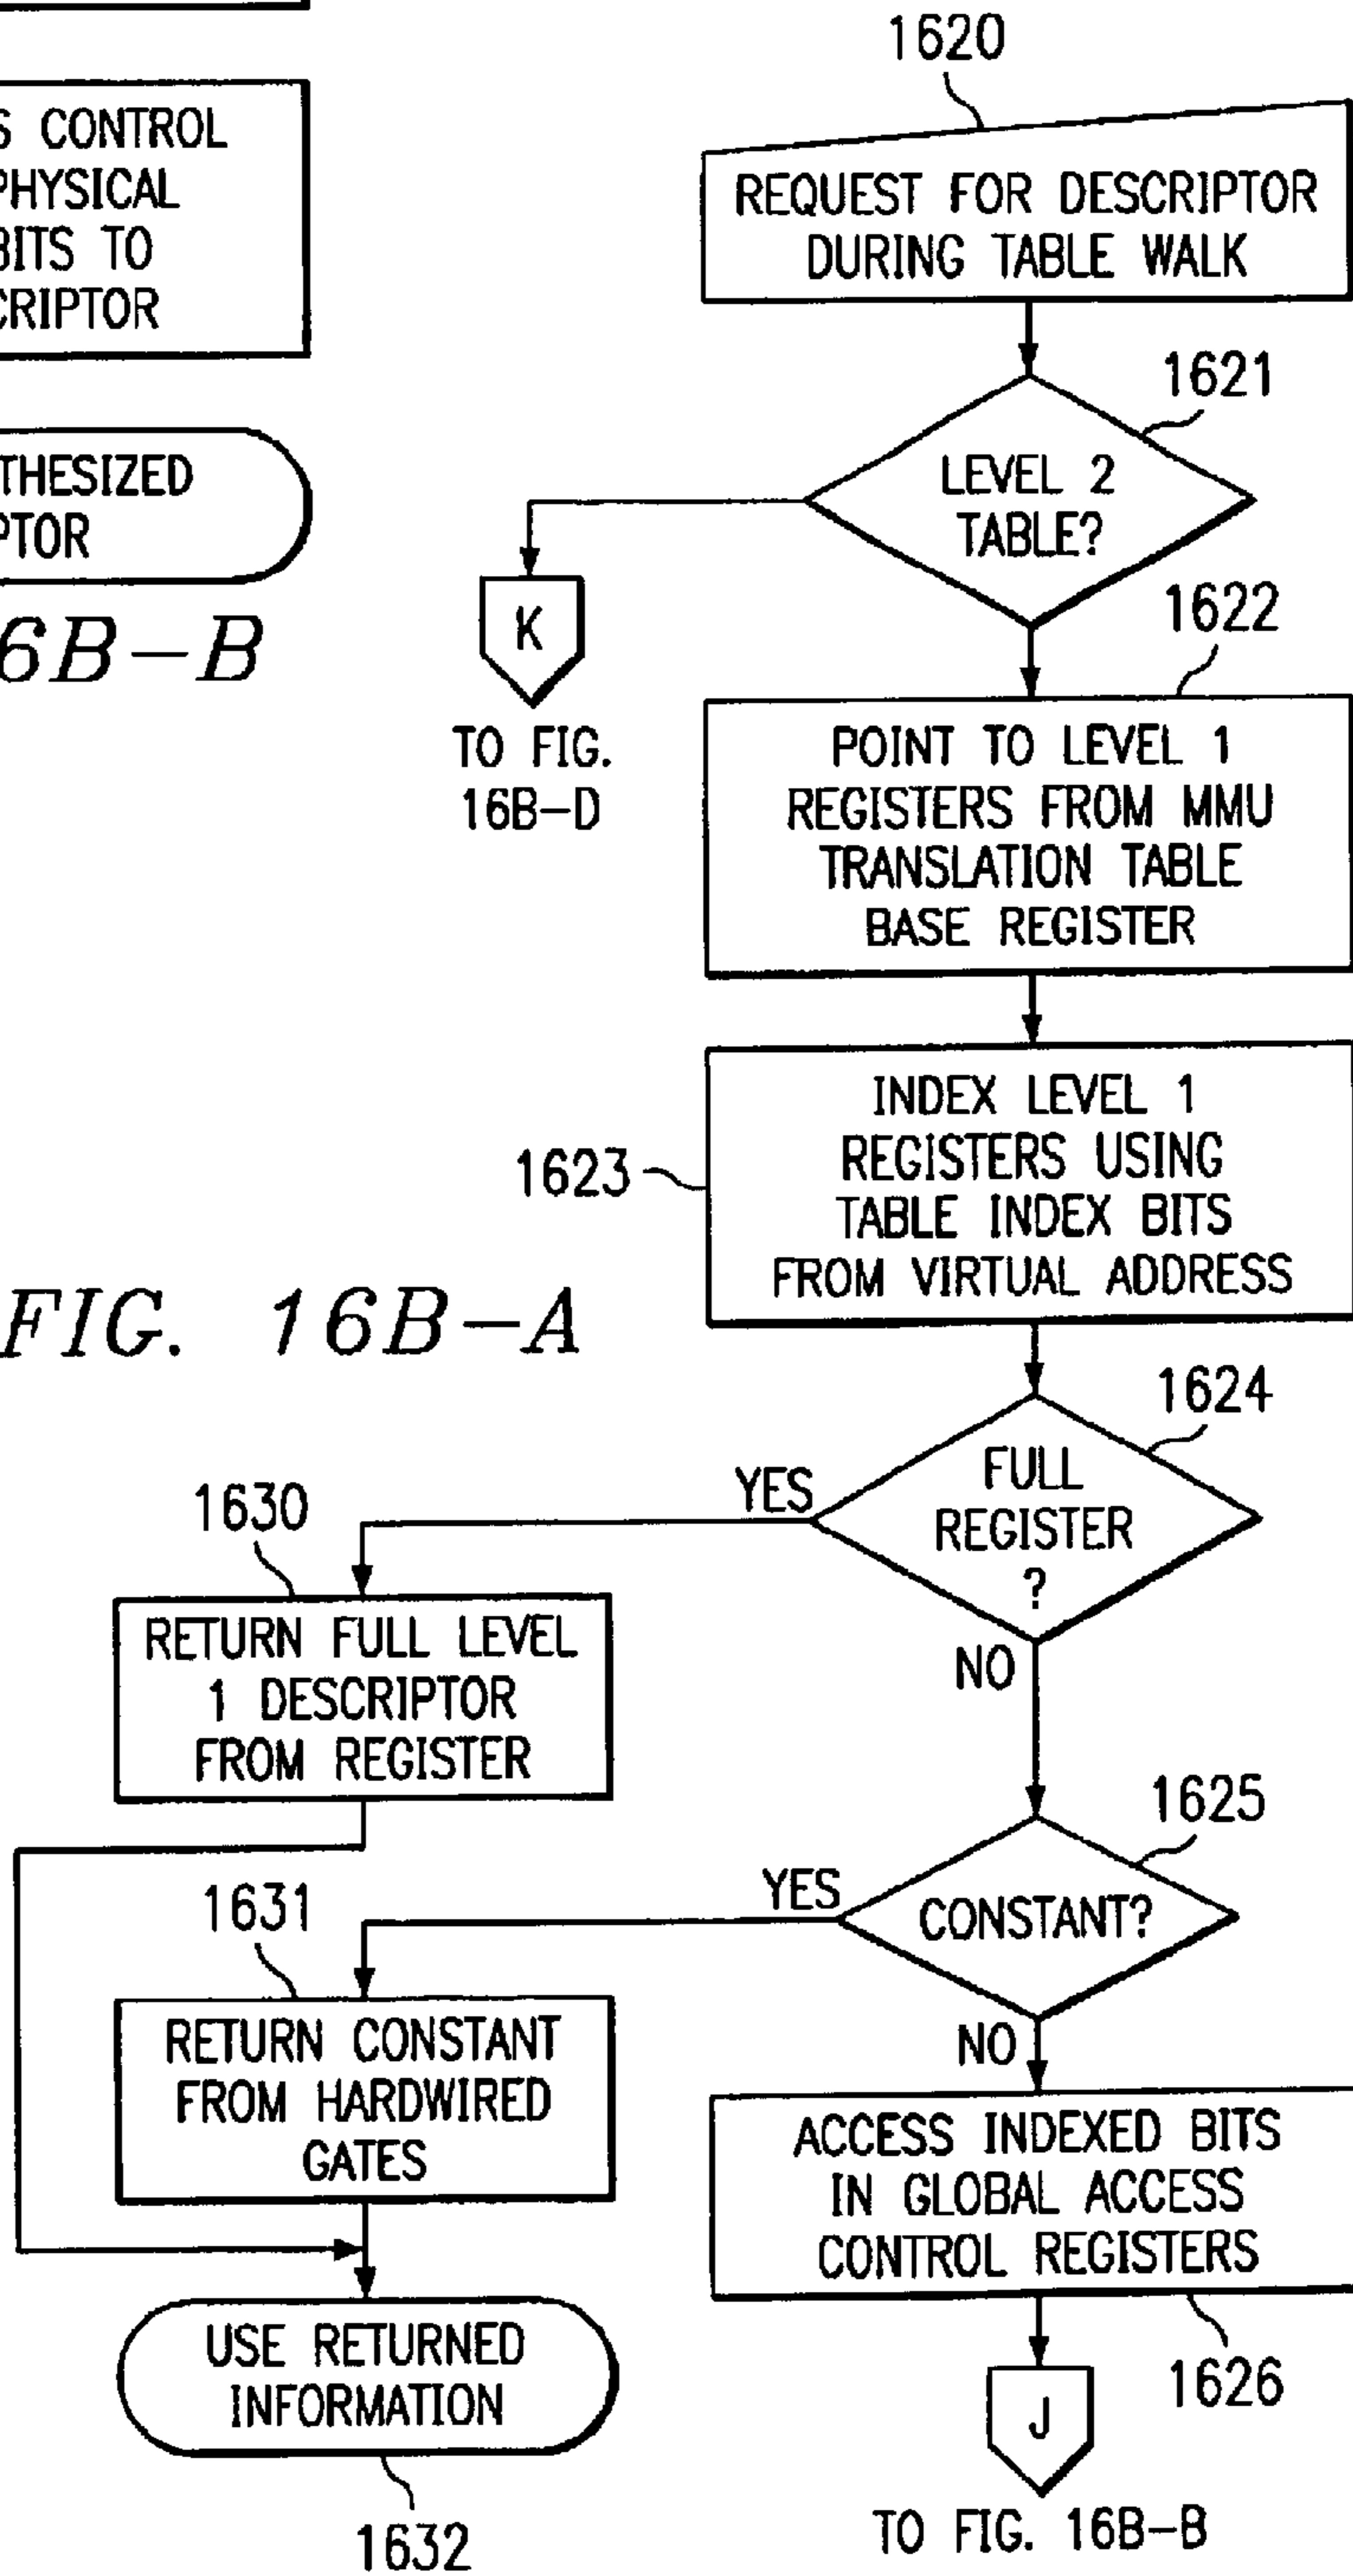 S CONTROL
PHYSICAL
BITS TO
CRIPTOR
THESIZED
PTOR
6B-B
1620
REQUEST FOR DESCRIPTOR
DURING TABLE WALK
1621
LEVEL 2
TABLE?
K
TO FIG.
16B-D
1622
POINT TO LEVEL 1
REGISTERS FROM MMU
TRANSLATION TABLE
BASE REGISTER
1623
INDEX LEVEL 1
REGISTERS USING
TABLE INDEX BITS
FROM VIRTUAL ADDRESS
FIG. 16B-A
1624
FULL
REGISTER
?
YES
NO
1630
RETURN FULL LEVEL
1 DESCRIPTOR
FROM REGISTER
1625
CONSTANT?
YES
NO
1631
RETURN CONSTANT
FROM HARDWIRED
GATES
ACCESS INDEXED BITS
IN GLOBAL ACCESS
CONTROL REGISTERS
1626
USE RETURNED
INFORMATION
1632
J
TO FIG. 16B-B